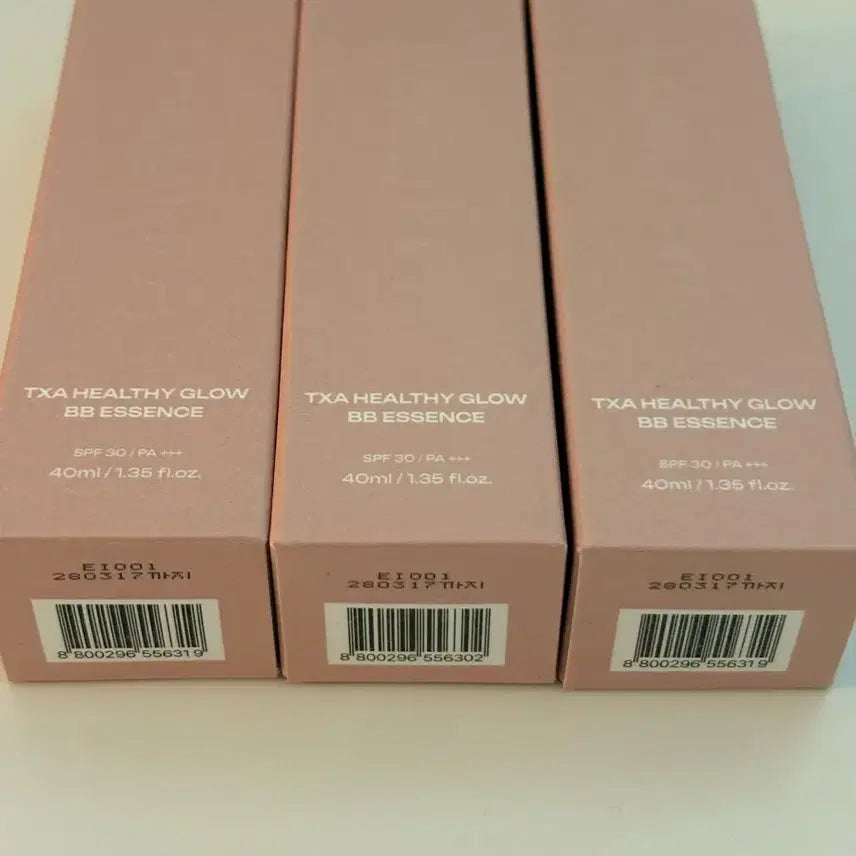 TXA HEALTHY GLOW
BB ESSENCE
SPF 30 / PA +++
40ml / 1.35 fl.oz.
EI001
280317까지
8 800296 556319
TXA HEALTHY GLOW
BB ESSENCE
SPF 30 / PA +++
40ml / 1.35 fl.oz.
EI001
280317까지
8 800296 556302
TXA HEALTHY GLOW
BB ESSENCE
SPF 30 / PA +++
40ml / 1.35 fl.oz.
EI001
280317까지
8 800296 556319